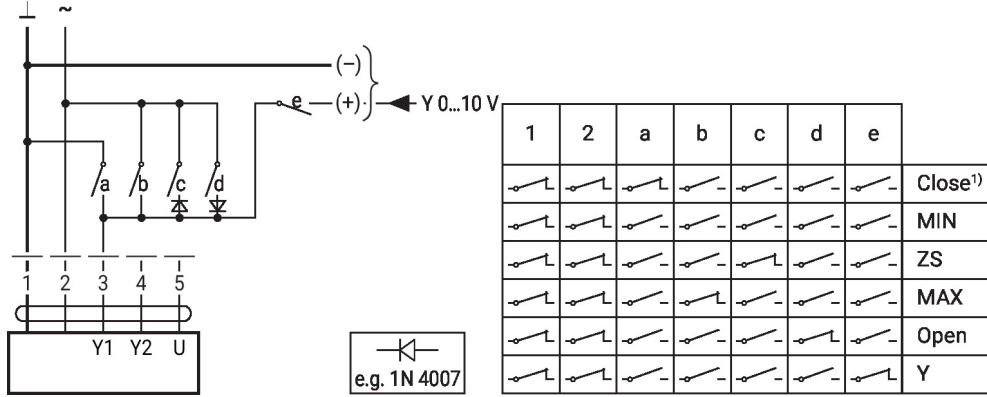 ⊥ ~
(−)
e (+) Y 0...10 V
a b c d
1 2 3 4 5
Y1 Y2 U
e.g. 1N 4007
1 2 a b c d e
Close¹⁾
MIN
ZS
MAX
Open
Y